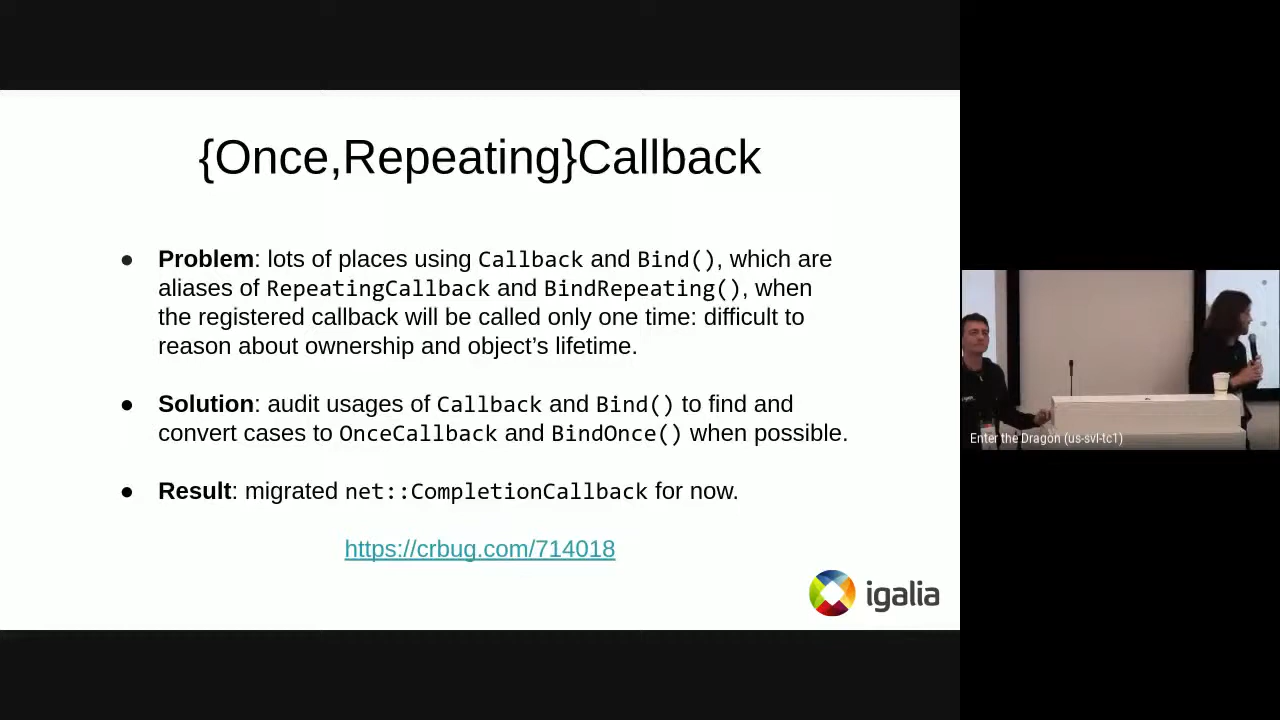 {Once,Repeating}Callback
● Problem: lots of places using Callback and Bind(), which are
aliases of RepeatingCallback and BindRepeating(), when
the registered callback will be called only one time: difficult to
reason about ownership and object’s lifetime.
● Solution: audit usages of Callback and Bind() to find and
convert cases to OnceCallback and BindOnce() when possible.
● Result: migrated net::CompletionCallback for now.
https://crbug.com/714018
igalia
Enter the Dragon (us-svl-tc1)